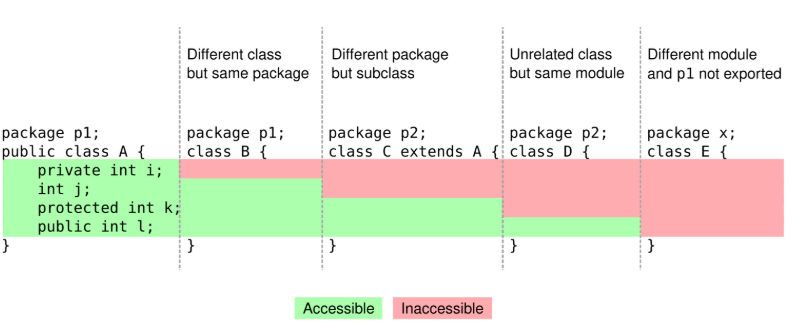 Different class
but same package
Different package
but subclass
Unrelated class
but same module
Different module
and p1 not exported
package p1;
public class A {
    private int i;
    int j;
    protected int k;
    public int l;
}
package p1;
class B {
}
package p2;
class C extends A {
}
package p2;
class D {
}
package x;
class E {
}
Accessible
Inaccessible